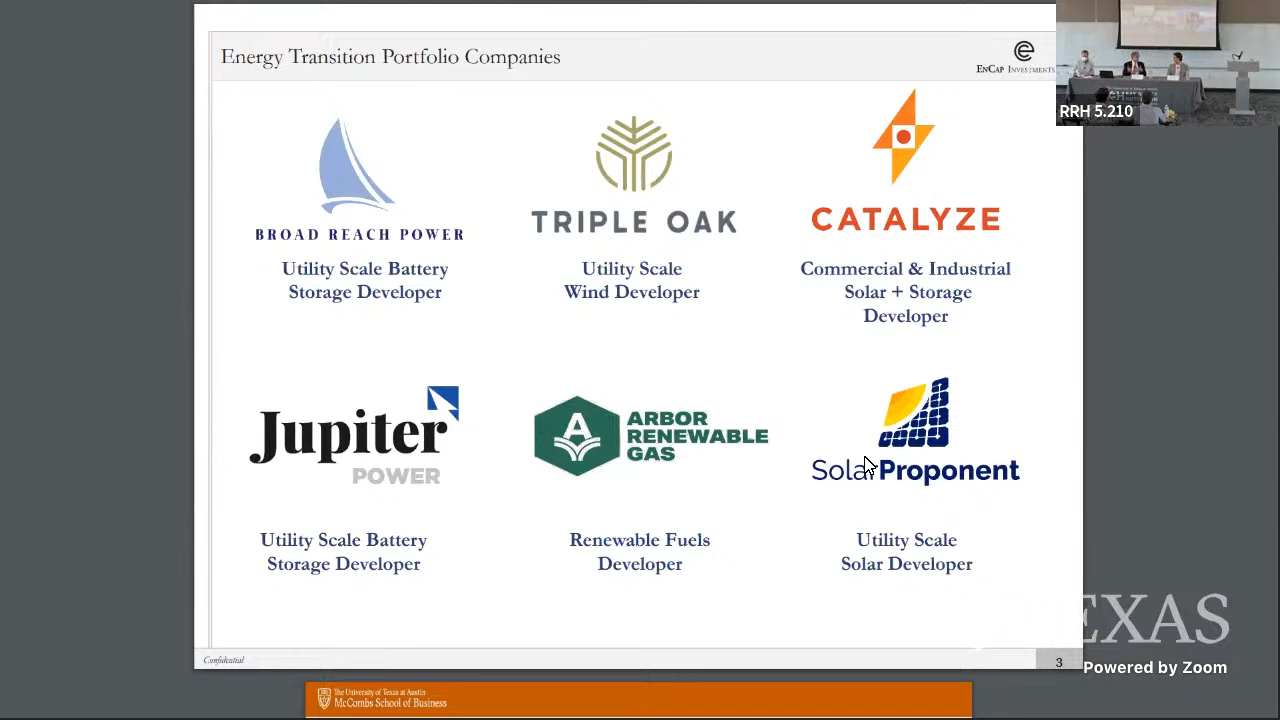 Energy Transition Portfolio Companies
ENCAP INVESTMENTS
RRH 5.210
BROAD REACH POWER
Utility Scale Battery
Storage Developer
TRIPLE OAK
Utility Scale
Wind Developer
CATALYZE
Commercial & Industrial
Solar + Storage
Developer
Jupiter
POWER
Utility Scale Battery
Storage Developer
A
ARBOR
RENEWABLE
GAS
Renewable Fuels
Developer
SolarProponent
Utility Scale
Solar Developer
Confidential
3
EXAS
Powered by Zoom
The University of Texas at Austin
McCombs School of Business